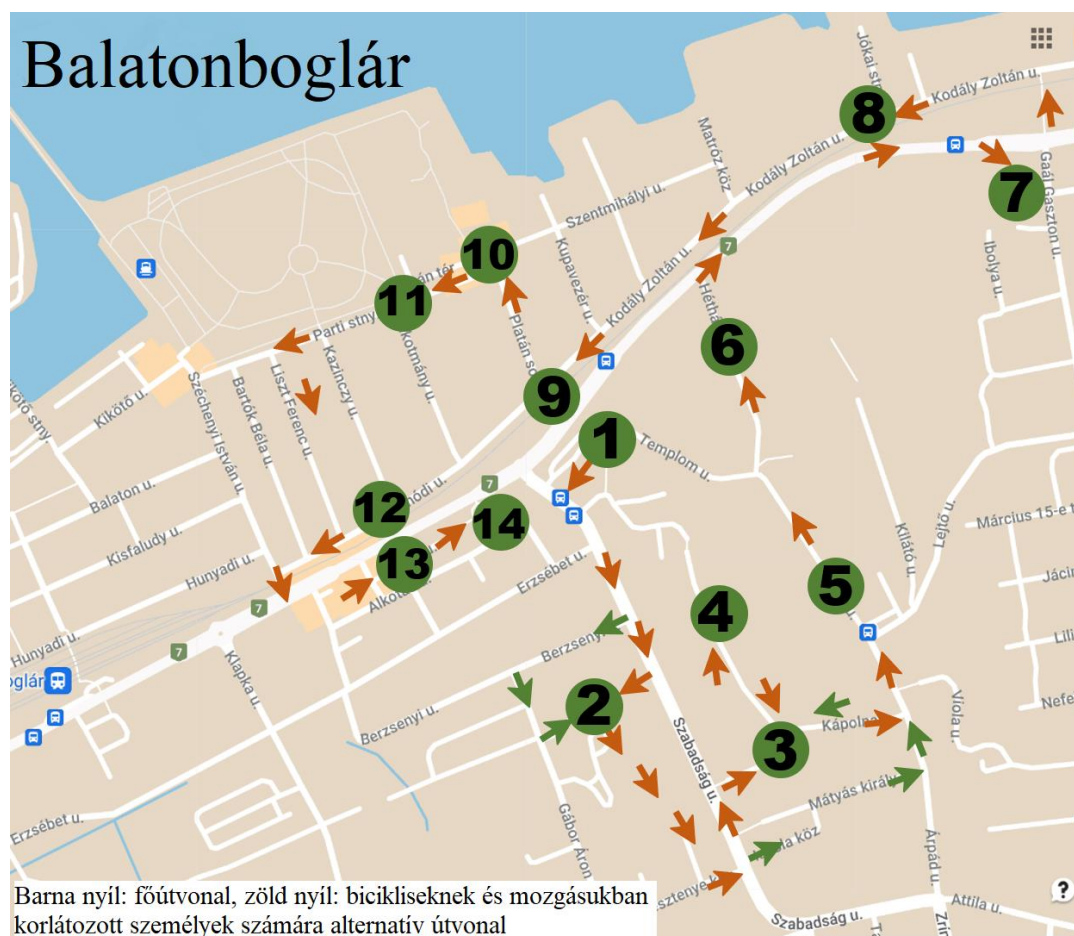 Balatonboglár
Jókai
Kodály Zoltán u.
8
Matróz köz
Kodály Zoltán u.
7
Gaál Gaszton u.
Szentmihályi u.
10
7
Ibolya u.
Kupavezér u.
Kodály Zoltán u.
11
tér
Parti stny.
Platán
6
Kikötő u.
Kazinczy u.
9
Széchenyi István u.
Bartók Béla u.
Liszt Ferenc u.
1
Templom u.
Balaton u.
7
12
14
Kilátó u.
Lejtő u.
Március 15-e
Kisfaludy u.
Hunyadi u.
13
Erzsébet u.
5
7
4
Hunyadi u.
7
Klapka u.
Berzsenyi
2
Viola u.
Berzsenyi u.
Szabadság u.
3
Kápolna
Mátyás király
Erzsébet u.
Gábor Áron
köz
Árpád u.
Attila u.
Szabadság u.
?
Barna nyíl: főútvonal, zöld nyíl: bicikliseknek és mozgásukban
korlátozott személyek számára alternatív útvonal